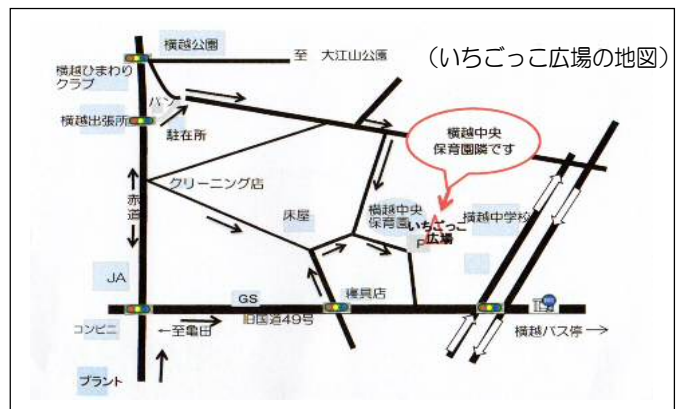 横越公園
至 大江山公園
（いちごっこ広場の地図）
横越ひまわり
クラブ
パン
横越出張所
駐在所
横越中央
保育園隣です
クリーニング店
赤道
床屋
横越中央
保育園
いちごっこ
広場
P
横越中学校
JA
GS
寝具店
コンビニ
←至亀田
旧国道49号
横越バス停→
プラント